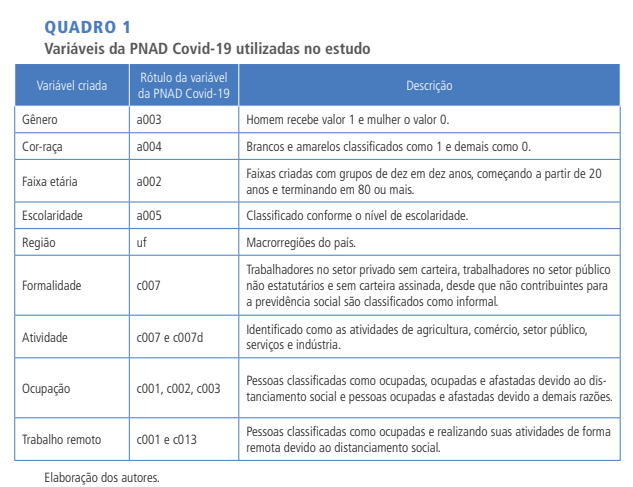 QUADRO 1
Variáveis da PNAD Covid-19 utilizadas no estudo
Variável criada
Rótulo da variável
da PNAD Covid-19
Descrição
Gênero
a003
Homem recebe valor 1 e mulher o valor 0.
Cor-raça
a004
Brancos e amarelos classificados como 1 e demais como 0.
Faixa etária
a002
Faixas criadas com grupos de dez em dez anos, começando a partir de 20
anos e terminando em 80 ou mais.
Escolaridade
a005
Classificado conforme o nível de escolaridade.
Região
uf
Macrorregiões do país.
Formalidade
c007
Trabalhadores no setor privado sem carteira, trabalhadores no setor público
não estatutários e sem carteira assinada, desde que não contribuintes para
a previdência social são classificados como informal.
Atividade
c007 e c007d
Identificado como as atividades de agricultura, comércio, setor público,
serviços e indústria.
Ocupação
c001, c002, c003
Pessoas classificadas como ocupadas, ocupadas e afastadas devido ao dis-
tanciamento social e pessoas ocupadas e afastadas devido a demais razões.
Trabalho remoto
c001 e c013
Pessoas classificadas como ocupadas e realizando suas atividades de forma
remota devido ao distanciamento social.
Elaboração dos autores.